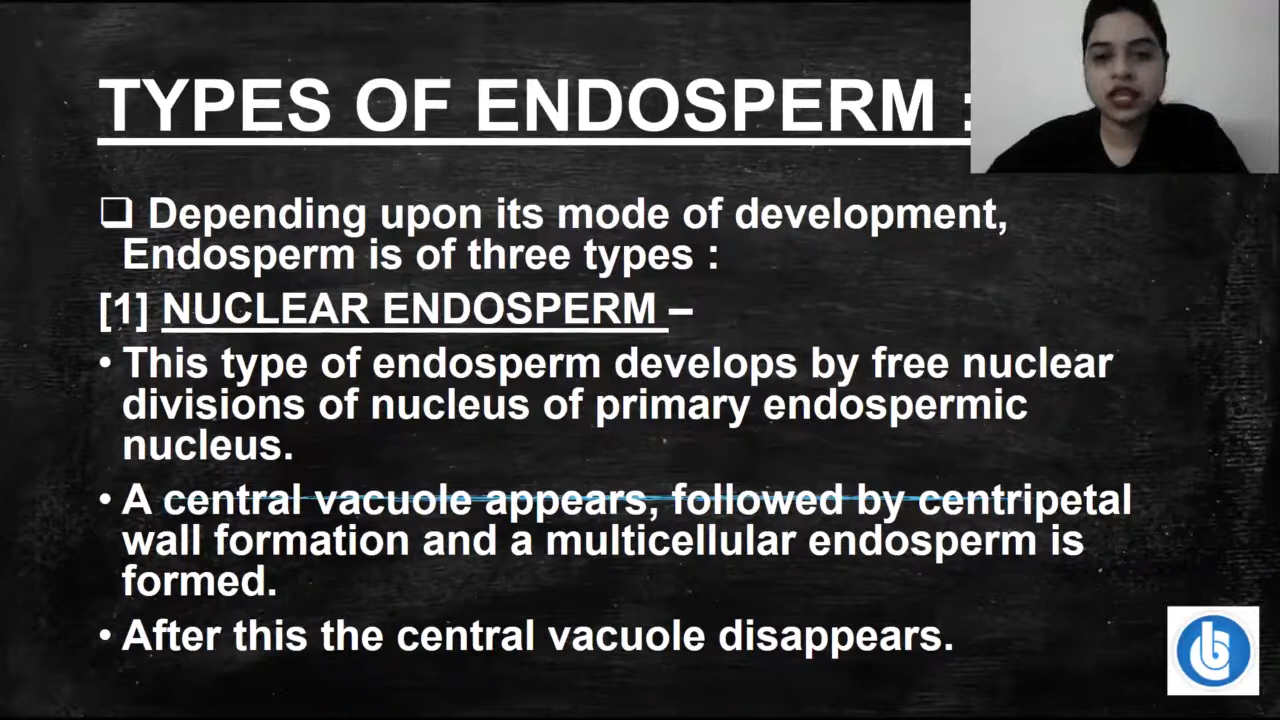 TYPES OF ENDOSPERM :
❑ Depending upon its mode of development,
Endosperm is of three types :
[1] NUCLEAR ENDOSPERM –
• This type of endosperm develops by free nuclear
divisions of nucleus of primary endospermic
nucleus.
• A central vacuole appears, followed by centripetal
wall formation and a multicellular endosperm is
formed.
• After this the central vacuole disappears.